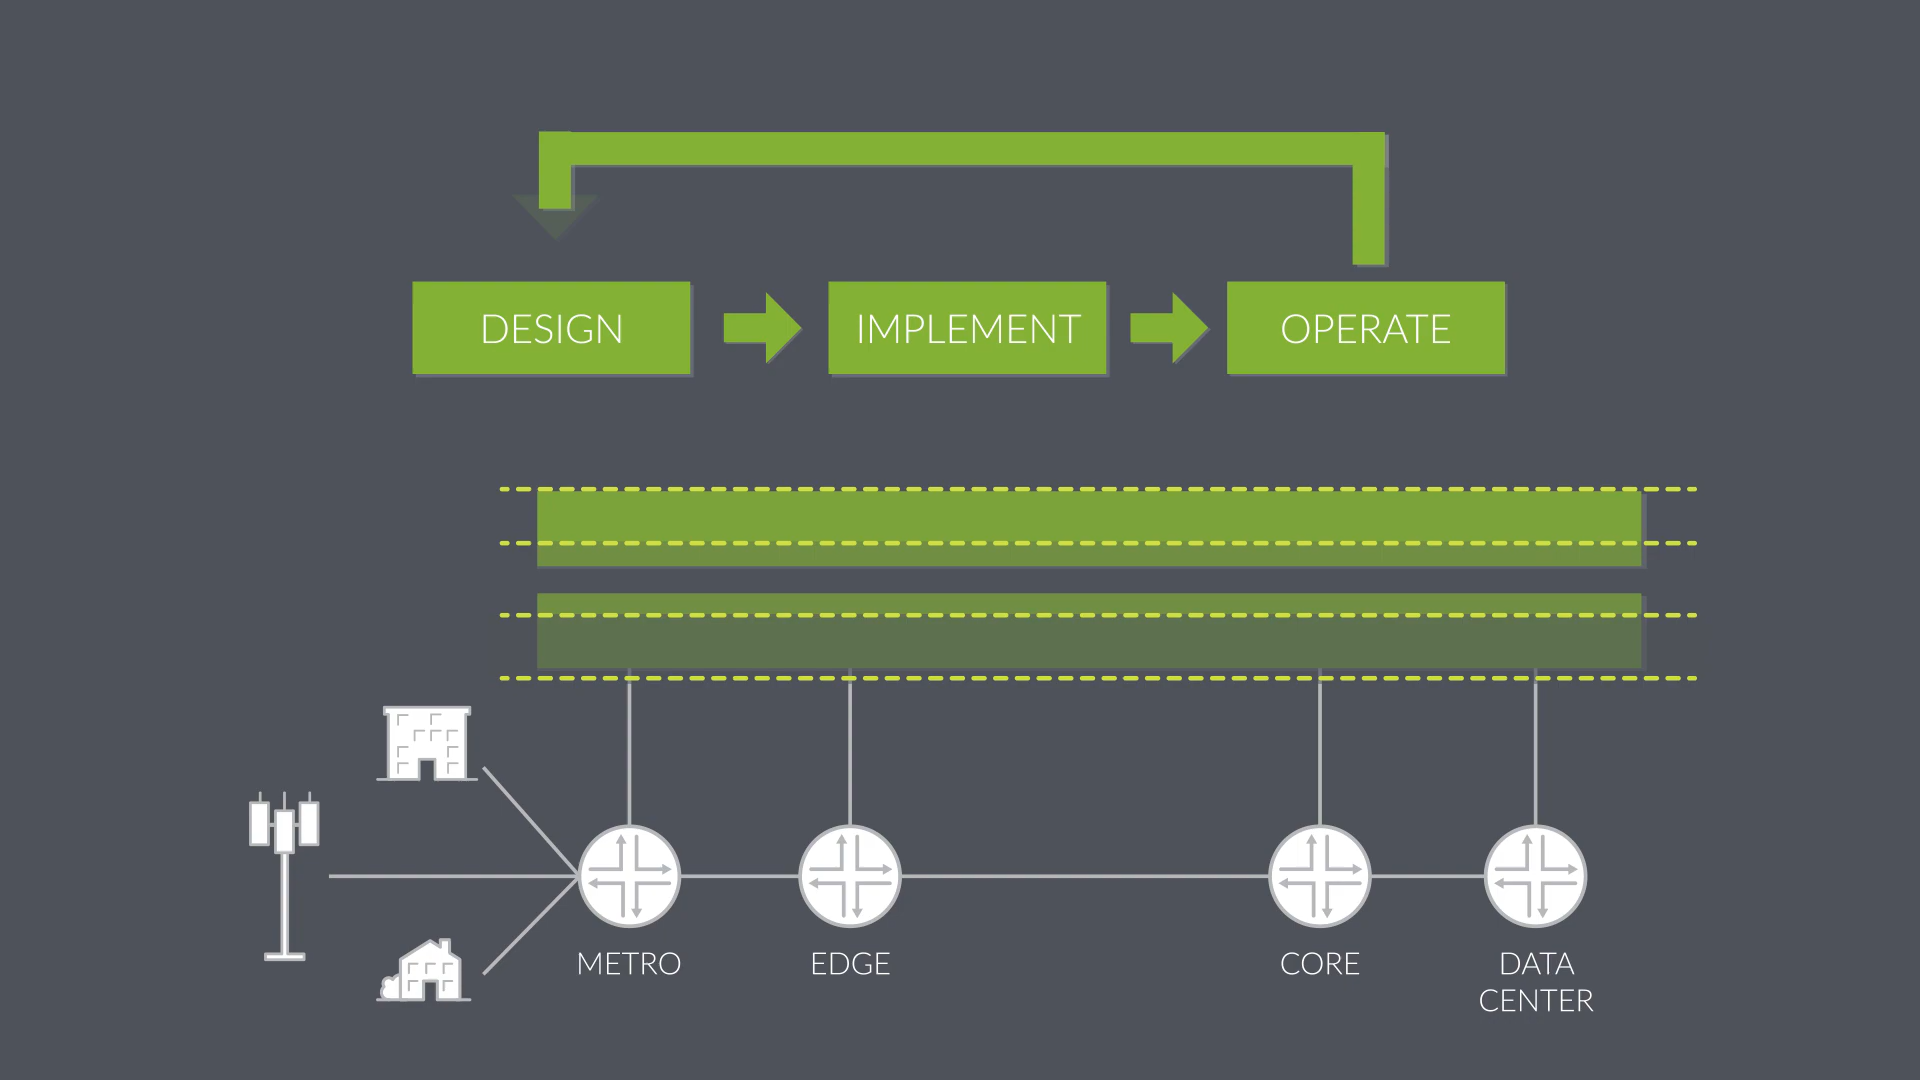 DESIGN
IMPLEMENT
OPERATE
METRO
EDGE
CORE
DATA
CENTER